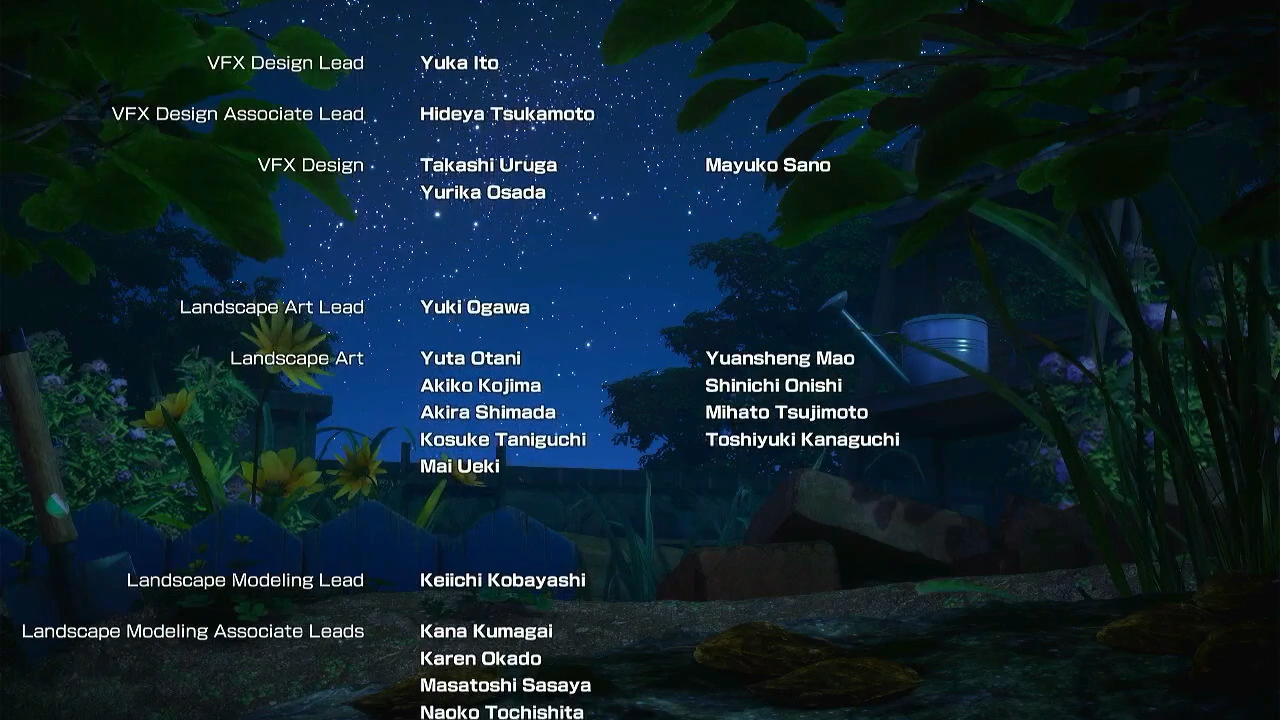 VFX Design Lead Yuka Ito
VFX Design Associate Lead Hideya Tsukamoto
VFX Design Takashi Uruga Mayuko Sano
Yurika Osada
Landscape Art Lead Yuki Ogawa
Landscape Art Yuta Otani Yuansheng Mao
Akiko Kojima Shinichi Onishi
Akira Shimada Mihato Tsujimoto
Kosuke Taniguchi Toshiyuki Kanaguchi
Mai Ueki
Landscape Modeling Lead Keiichi Kobayashi
Landscape Modeling Associate Leads Kana Kumagai
Karen Okado
Masatoshi Sasaya
Naoko Tochishita